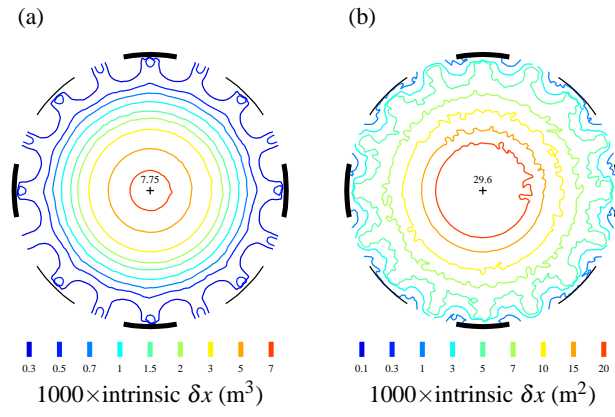 (a) (b)
7.75 29.6
0.3 0.5 0.7 1 1.5 2 3 5 7 0.1 0.3 1 3 5 7 10 15 20
1000×intrinsic δx (m³) 1000×intrinsic δx (m²)